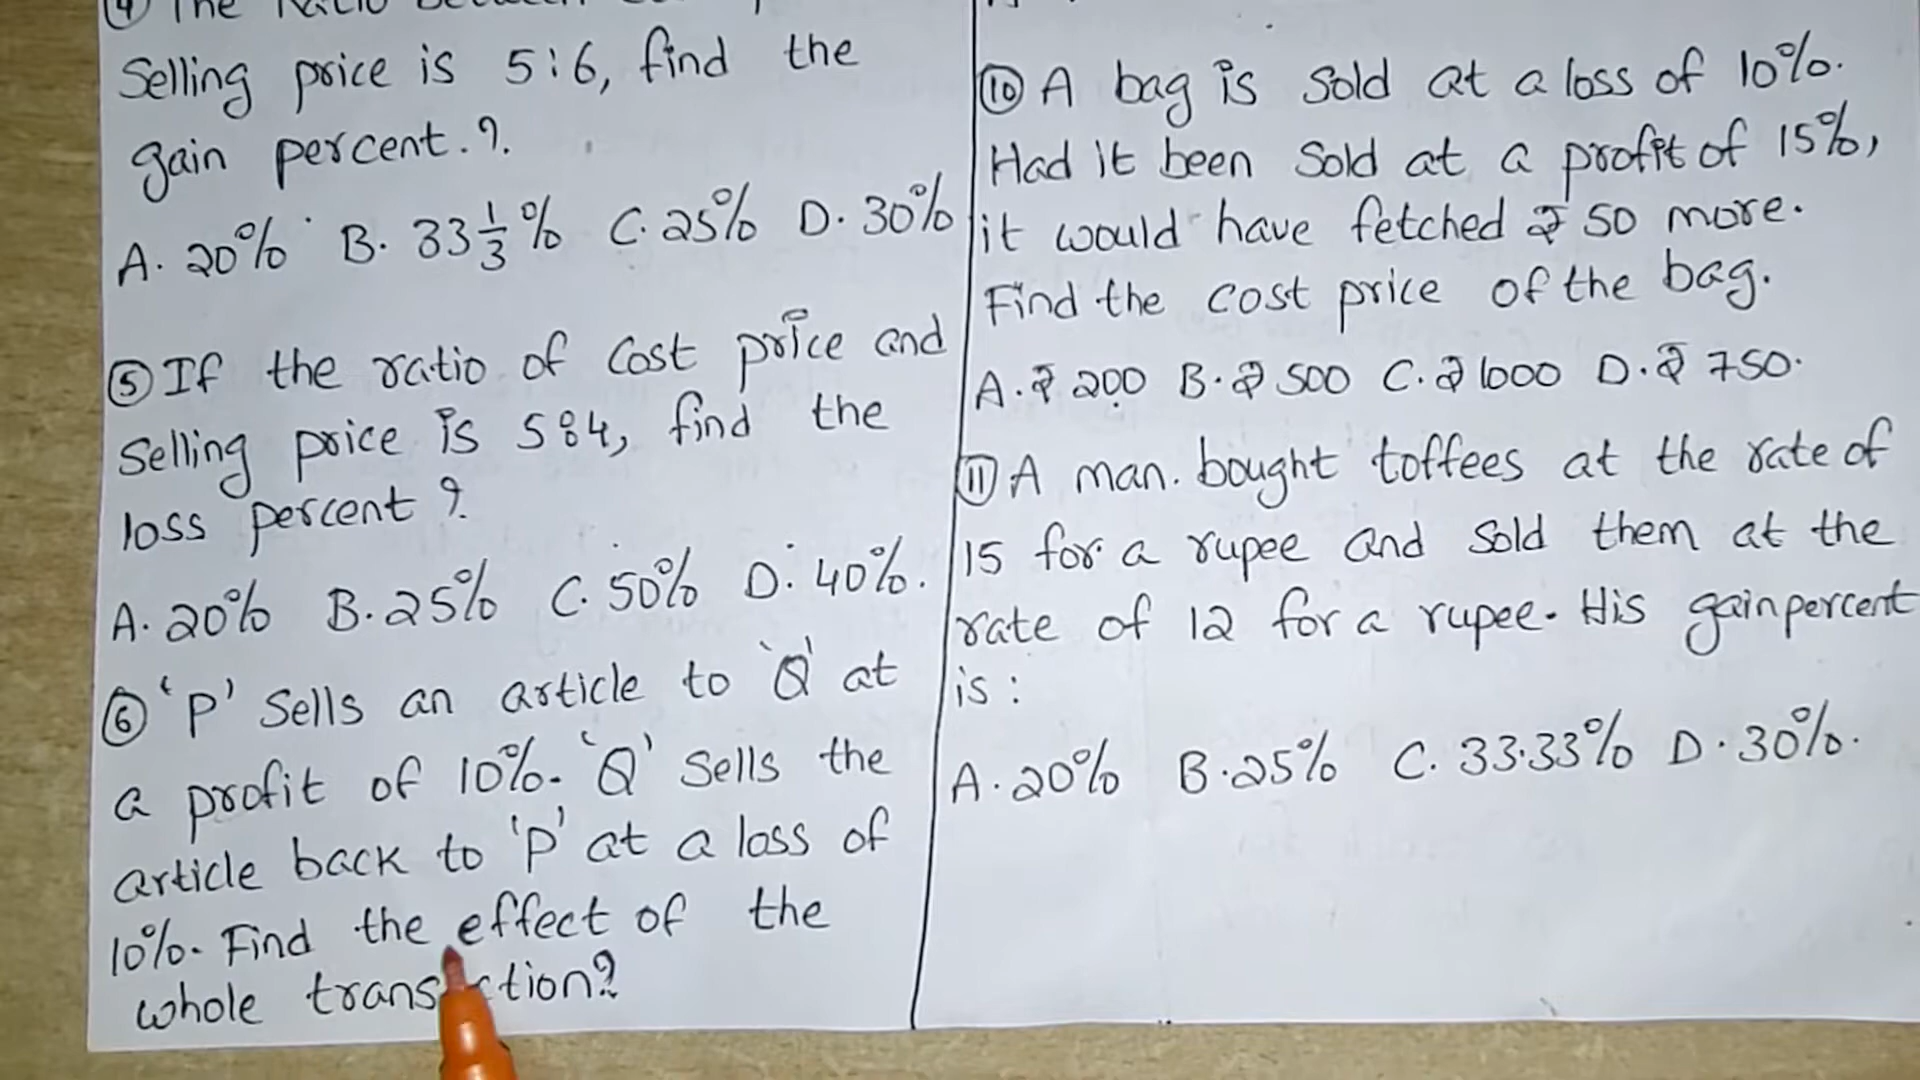 ④ The Ratio between
Selling price is 5:6, find the
gain percent.?.
A. 20% B. 33 1/3 % C. 25% D. 30%
⑤ If the ratio of Cost price and
Selling price is 5:4, find the
loss percent ?
A. 20% B. 25% C. 50% D. 40%.
⑥ 'P' Sells an article to 'Q' at
a profit of 10%. 'Q' Sells the
article back to 'P' at a loss of
10%. Find the effect of the
whole transaction?
⑩ A bag is Sold at a loss of 10%.
Had it been Sold at a profit of 15%,
it would have fetched ₹ 50 more.
Find the cost price of the bag.
A. ₹ 200 B. ₹ 500 C. ₹ 1000 D. ₹ 750.
⑪ A man. bought toffees at the rate of
15 for a rupee and Sold them at the
rate of 12 for a rupee. His gain percent
is :
A. 20% B. 25% C. 33.33% D. 30%.